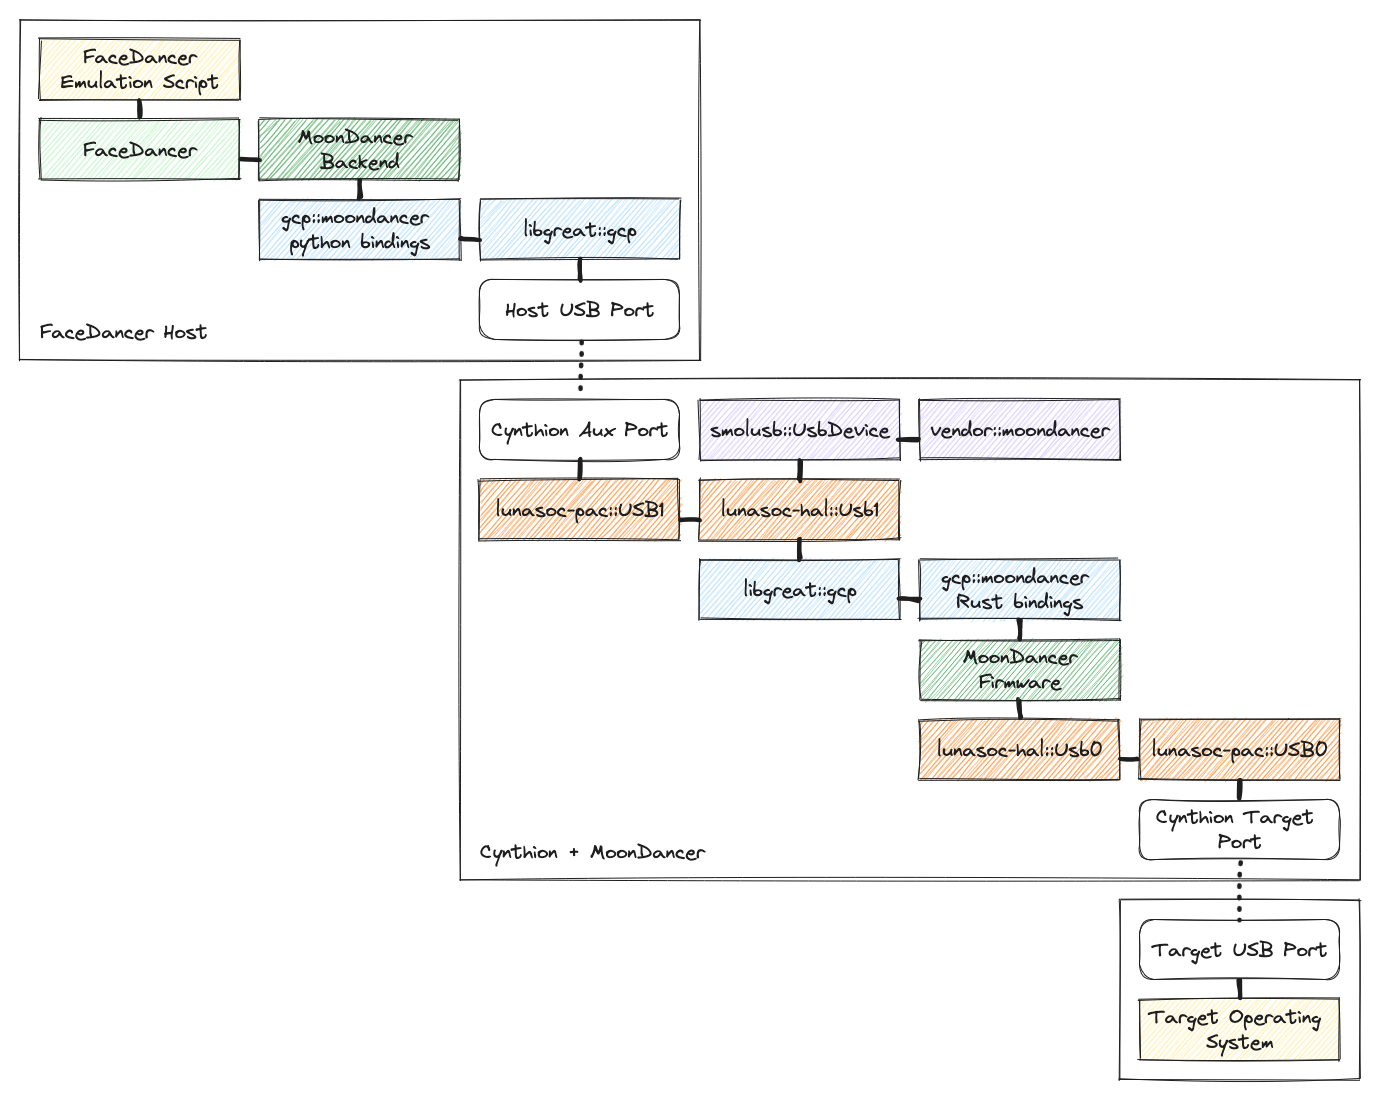 FaceDancer
Emulation Script
FaceDancer
MoonDancer
Backend
gcp::moondancer
python bindings
libgreat::gcp
Host USB Port
FaceDancer Host
Cynthion Aux Port
smolusb::UsbDevice
vendor::moondancer
lunasoc-pac::USB1
lunasoc-hal::Usb1
libgreat::gcp
gcp::moondancer
Rust bindings
MoonDancer
Firmware
lunasoc-hal::Usb0
lunasoc-pac::USB0
Cynthion Target
Port
Cynthion + MoonDancer
Target USB Port
Target Operating
System